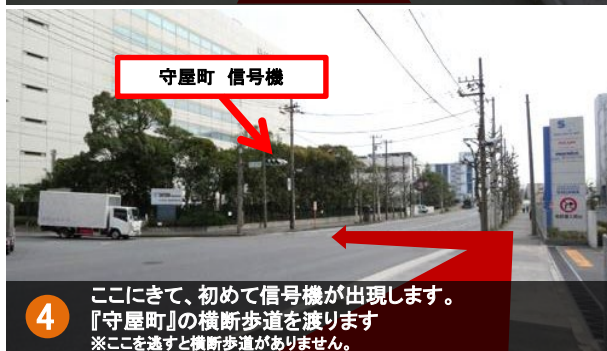 守屋町 信号機
4
ここにきて、初めて信号機が出現します。
『守屋町』の横断歩道を渡ります
※ここを逃すと横断歩道がありません。